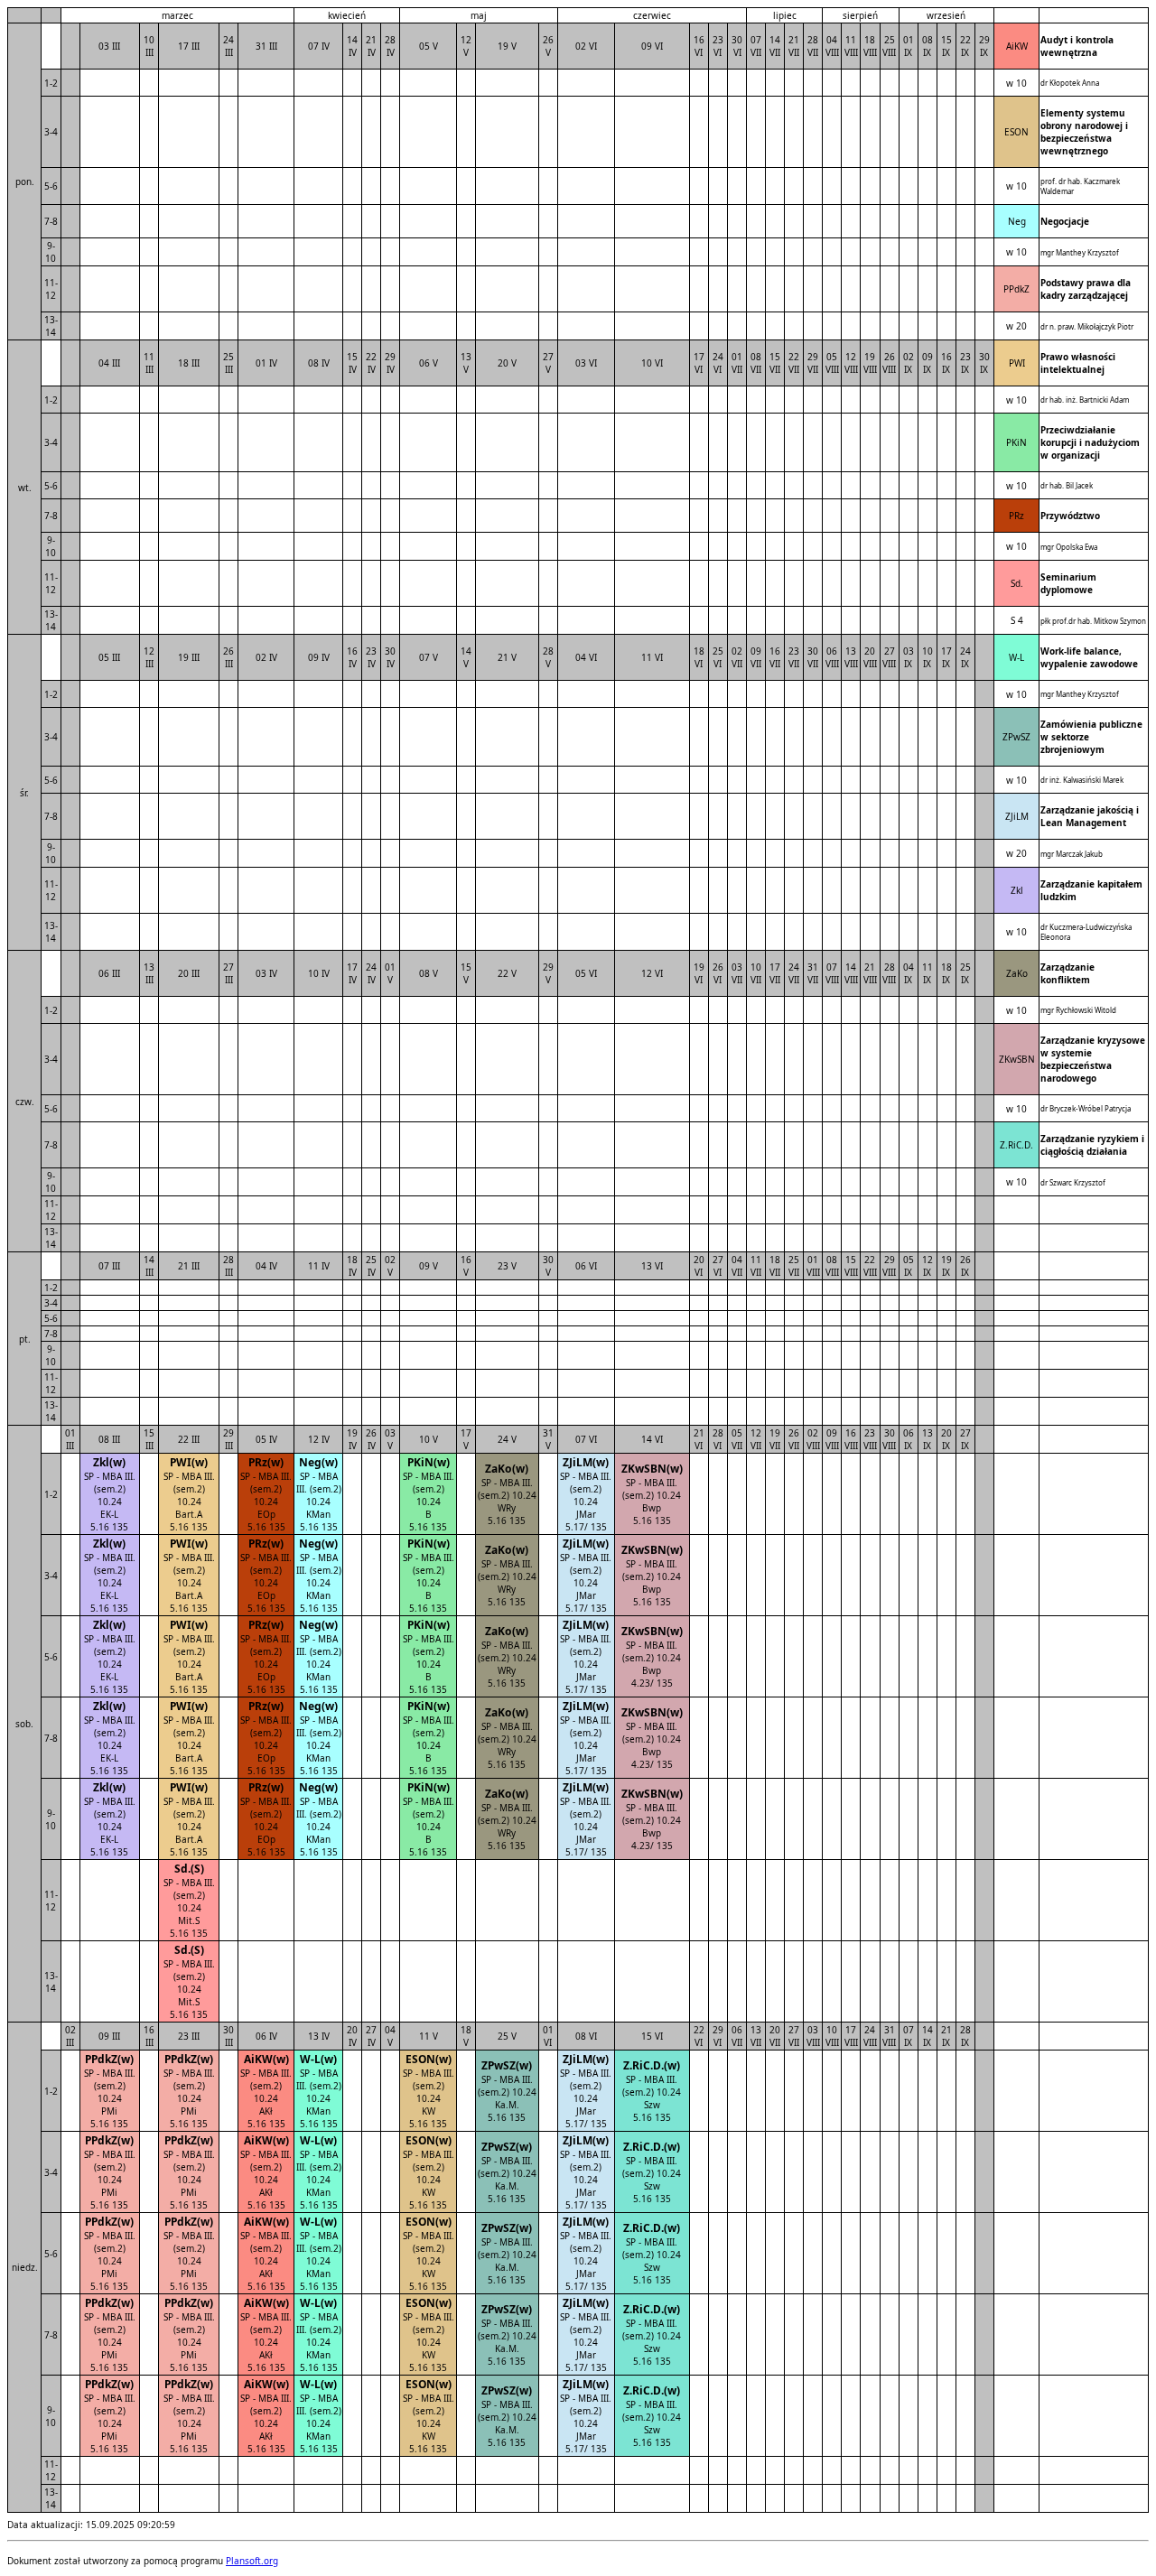 marzec kwiecień maj czerwiec lipiec sierpień wrzesień
pon. 03 III 10 III 17 III 24 III 31 III 07 IV 14 IV 21 IV 28 IV 05 V 12 V 19 V 26 V 02 VI 09 VI 16 VI 23 VI 30 VI 07 VII 14 VII 21 VII 28 VII 04 VIII 11 VIII 18 VIII 25 VIII 01 IX 08 IX 15 IX 22 IX 29 IX AiKW Audyt i kontrola wewnętrzna
1-2 w 10 dr Kłopotek Anna
3-4 ESON Elementy systemu obrony narodowej i bezpieczeństwa wewnętrznego
5-6 w 10 prof. dr hab. Kaczmarek Waldemar
7-8 Neg Negocjacje
9-10 w 10 mgr Manthey Krzysztof
11-12 PPdkZ Podstawy prawa dla kadry zarządzającej
13-14 w 20 dr n. praw. Mikołajczyk Piotr
wt. 04 III 11 III 18 III 25 III 01 IV 08 IV 15 IV 22 IV 29 IV 06 V 13 V 20 V 27 V 03 VI 10 VI 17 VI 24 VI 01 VII 08 VII 15 VII 22 VII 29 VII 05 VIII 12 VIII 19 VIII 26 VIII 02 IX 09 IX 16 IX 23 IX 30 IX PWI Prawo własności intelektualnej
1-2 w 10 dr hab. inż. Bartnicki Adam
3-4 PKiN Przeciwdziałanie korupcji i nadużyciom w organizacji
5-6 w 10 dr hab. Bil Jacek
7-8 PRz Przywództwo
9-10 w 10 mgr Opolska Ewa
11-12 Sd. Seminarium dyplomowe
13-14 S 4 płk prof.dr hab. Mitkow Szymon
śr. 05 III 12 III 19 III 26 III 02 IV 09 IV 16 IV 23 IV 30 IV 07 V 14 V 21 V 28 V 04 VI 11 VI 18 VI 25 VI 02 VII 09 VII 16 VII 23 VII 30 VII 06 VIII 13 VIII 20 VIII 27 VIII 03 IX 10 IX 17 IX 24 IX W-L Work-life balance, wypalenie zawodowe
1-2 w 10 mgr Manthey Krzysztof
3-4 ZPwSZ Zamówienia publiczne w sektorze zbrojeniowym
5-6 w 10 dr inż. Kalwasiński Marek
7-8 ZJiLM Zarządzanie jakością i Lean Management
9-10 w 20 mgr Marczak Jakub
11-12 Zkl Zarządzanie kapitałem ludzkim
13-14 w 10 dr Kuczmera-Ludwiczyńska Eleonora
czw. 06 III 13 III 20 III 27 III 03 IV 10 IV 17 IV 24 IV 01 V 08 V 15 V 22 V 29 V 05 VI 12 VI 19 VI 26 VI 03 VII 10 VII 17 VII 24 VII 31 VII 07 VIII 14 VIII 21 VIII 28 VIII 04 IX 11 IX 18 IX 25 IX ZaKo Zarządzanie konfliktem
1-2 w 10 mgr Rychłowski Witold
3-4 ZKwSBN Zarządzanie kryzysowe w systemie bezpieczeństwa narodowego
5-6 w 10 dr Bryczek-Wróbel Patrycja
7-8 Z.RiC.D. Zarządzanie ryzykiem i ciągłością działania
9-10 w 10 dr Szwarc Krzysztof
11-12
13-14
pt. 07 III 14 III 21 III 28 III 04 IV 11 IV 18 IV 25 IV 02 V 09 V 16 V 23 V 30 V 06 VI 13 VI 20 VI 27 VI 04 VII 11 VII 18 VII 25 VII 01 VIII 08 VIII 15 VIII 22 VIII 29 VIII 05 IX 12 IX 19 IX 26 IX
1-2
3-4
5-6
7-8
9-10
11-12
13-14
sob. 01 III 08 III 15 III 22 III 29 III 05 IV 12 IV 19 IV 26 IV 03 V 10 V 17 V 24 V 31 V 07 VI 14 VI 21 VI 28 VI 05 VII 12 VII 19 VII 26 VII 02 VIII 09 VIII 16 VIII 23 VIII 30 VIII 06 IX 13 IX 20 IX 27 IX
1-2 Zkl(w) SP - MBA III. (sem.2) 10.24 EK-L 5.16 135 PWI(w) SP - MBA III. (sem.2) 10.24 Bart.A 5.16 135 PRz(w) SP - MBA III. (sem.2) 10.24 EOp 5.16 135 Neg(w) SP - MBA III. (sem.2) 10.24 KMan 5.16 135 PKiN(w) SP - MBA III. (sem.2) 10.24 B 5.16 135 ZaKo(w) SP - MBA III. (sem.2) 10.24 WRy 5.16 135 ZJiLM(w) SP - MBA III. (sem.2) 10.24 JMar 5.17/ 135 ZKwSBN(w) SP - MBA III. (sem.2) 10.24 Bwp 5.16 135
3-4 Zkl(w) SP - MBA III. (sem.2) 10.24 EK-L 5.16 135 PWI(w) SP - MBA III. (sem.2) 10.24 Bart.A 5.16 135 PRz(w) SP - MBA III. (sem.2) 10.24 EOp 5.16 135 Neg(w) SP - MBA III. (sem.2) 10.24 KMan 5.16 135 PKiN(w) SP - MBA III. (sem.2) 10.24 B 5.16 135 ZaKo(w) SP - MBA III. (sem.2) 10.24 WRy 5.16 135 ZJiLM(w) SP - MBA III. (sem.2) 10.24 JMar 5.17/ 135 ZKwSBN(w) SP - MBA III. (sem.2) 10.24 Bwp 5.16 135
5-6 Zkl(w) SP - MBA III. (sem.2) 10.24 EK-L 5.16 135 PWI(w) SP - MBA III. (sem.2) 10.24 Bart.A 5.16 135 PRz(w) SP - MBA III. (sem.2) 10.24 EOp 5.16 135 Neg(w) SP - MBA III. (sem.2) 10.24 KMan 5.16 135 PKiN(w) SP - MBA III. (sem.2) 10.24 B 5.16 135 ZaKo(w) SP - MBA III. (sem.2) 10.24 WRy 5.16 135 ZJiLM(w) SP - MBA III. (sem.2) 10.24 JMar 5.17/ 135 ZKwSBN(w) SP - MBA III. (sem.2) 10.24 Bwp 4.23/ 135
7-8 Zkl(w) SP - MBA III. (sem.2) 10.24 EK-L 5.16 135 PWI(w) SP - MBA III. (sem.2) 10.24 Bart.A 5.16 135 PRz(w) SP - MBA III. (sem.2) 10.24 EOp 5.16 135 Neg(w) SP - MBA III. (sem.2) 10.24 KMan 5.16 135 PKiN(w) SP - MBA III. (sem.2) 10.24 B 5.16 135 ZaKo(w) SP - MBA III. (sem.2) 10.24 WRy 5.16 135 ZJiLM(w) SP - MBA III. (sem.2) 10.24 JMar 5.17/ 135 ZKwSBN(w) SP - MBA III. (sem.2) 10.24 Bwp 4.23/ 135
9-10 Zkl(w) SP - MBA III. (sem.2) 10.24 EK-L 5.16 135 PWI(w) SP - MBA III. (sem.2) 10.24 Bart.A 5.16 135 PRz(w) SP - MBA III. (sem.2) 10.24 EOp 5.16 135 Neg(w) SP - MBA III. (sem.2) 10.24 KMan 5.16 135 PKiN(w) SP - MBA III. (sem.2) 10.24 B 5.16 135 ZaKo(w) SP - MBA III. (sem.2) 10.24 WRy 5.16 135 ZJiLM(w) SP - MBA III. (sem.2) 10.24 JMar 5.17/ 135 ZKwSBN(w) SP - MBA III. (sem.2) 10.24 Bwp 4.23/ 135
11-12 Sd.(S) SP - MBA III. (sem.2) 10.24 Mit.S 5.16 135
13-14 Sd.(S) SP - MBA III. (sem.2) 10.24 Mit.S 5.16 135
niedz. 02 III 09 III 16 III 23 III 30 III 06 IV 13 IV 20 IV 27 IV 04 V 11 V 18 V 25 V 01 VI 08 VI 15 VI 22 VI 29 VI 06 VII 13 VII 20 VII 27 VII 03 VIII 10 VIII 17 VIII 24 VIII 31 VIII 07 IX 14 IX 21 IX 28 IX
1-2 PPdkZ(w) SP - MBA III. (sem.2) 10.24 PMi 5.16 135 PPdkZ(w) SP - MBA III. (sem.2) 10.24 PMi 5.16 135 AiKW(w) SP - MBA III. (sem.2) 10.24 AKł 5.16 135 W-L(w) SP - MBA III. (sem.2) 10.24 KMan 5.16 135 ESON(w) SP - MBA III. (sem.2) 10.24 KW 5.16 135 ZPwSZ(w) SP - MBA III. (sem.2) 10.24 Ka.M. 5.16 135 ZJiLM(w) SP - MBA III. (sem.2) 10.24 JMar 5.17/ 135 Z.RiC.D.(w) SP - MBA III. (sem.2) 10.24 Szw 5.16 135
3-4 PPdkZ(w) SP - MBA III. (sem.2) 10.24 PMi 5.16 135 PPdkZ(w) SP - MBA III. (sem.2) 10.24 PMi 5.16 135 AiKW(w) SP - MBA III. (sem.2) 10.24 AKł 5.16 135 W-L(w) SP - MBA III. (sem.2) 10.24 KMan 5.16 135 ESON(w) SP - MBA III. (sem.2) 10.24 KW 5.16 135 ZPwSZ(w) SP - MBA III. (sem.2) 10.24 Ka.M. 5.16 135 ZJiLM(w) SP - MBA III. (sem.2) 10.24 JMar 5.17/ 135 Z.RiC.D.(w) SP - MBA III. (sem.2) 10.24 Szw 5.16 135
5-6 PPdkZ(w) SP - MBA III. (sem.2) 10.24 PMi 5.16 135 PPdkZ(w) SP - MBA III. (sem.2) 10.24 PMi 5.16 135 AiKW(w) SP - MBA III. (sem.2) 10.24 AKł 5.16 135 W-L(w) SP - MBA III. (sem.2) 10.24 KMan 5.16 135 ESON(w) SP - MBA III. (sem.2) 10.24 KW 5.16 135 ZPwSZ(w) SP - MBA III. (sem.2) 10.24 Ka.M. 5.16 135 ZJiLM(w) SP - MBA III. (sem.2) 10.24 JMar 5.17/ 135 Z.RiC.D.(w) SP - MBA III. (sem.2) 10.24 Szw 5.16 135
7-8 PPdkZ(w) SP - MBA III. (sem.2) 10.24 PMi 5.16 135 PPdkZ(w) SP - MBA III. (sem.2) 10.24 PMi 5.16 135 AiKW(w) SP - MBA III. (sem.2) 10.24 AKł 5.16 135 W-L(w) SP - MBA III. (sem.2) 10.24 KMan 5.16 135 ESON(w) SP - MBA III. (sem.2) 10.24 KW 5.16 135 ZPwSZ(w) SP - MBA III. (sem.2) 10.24 Ka.M. 5.16 135 ZJiLM(w) SP - MBA III. (sem.2) 10.24 JMar 5.17/ 135 Z.RiC.D.(w) SP - MBA III. (sem.2) 10.24 Szw 5.16 135
9-10 PPdkZ(w) SP - MBA III. (sem.2) 10.24 PMi 5.16 135 PPdkZ(w) SP - MBA III. (sem.2) 10.24 PMi 5.16 135 AiKW(w) SP - MBA III. (sem.2) 10.24 AKł 5.16 135 W-L(w) SP - MBA III. (sem.2) 10.24 KMan 5.16 135 ESON(w) SP - MBA III. (sem.2) 10.24 KW 5.16 135 ZPwSZ(w) SP - MBA III. (sem.2) 10.24 Ka.M. 5.16 135 ZJiLM(w) SP - MBA III. (sem.2) 10.24 JMar 5.17/ 135 Z.RiC.D.(w) SP - MBA III. (sem.2) 10.24 Szw 5.16 135
11-12
13-14
Data aktualizacji: 15.09.2025 09:20:59
Dokument został utworzony za pomocą programu Plansoft.org